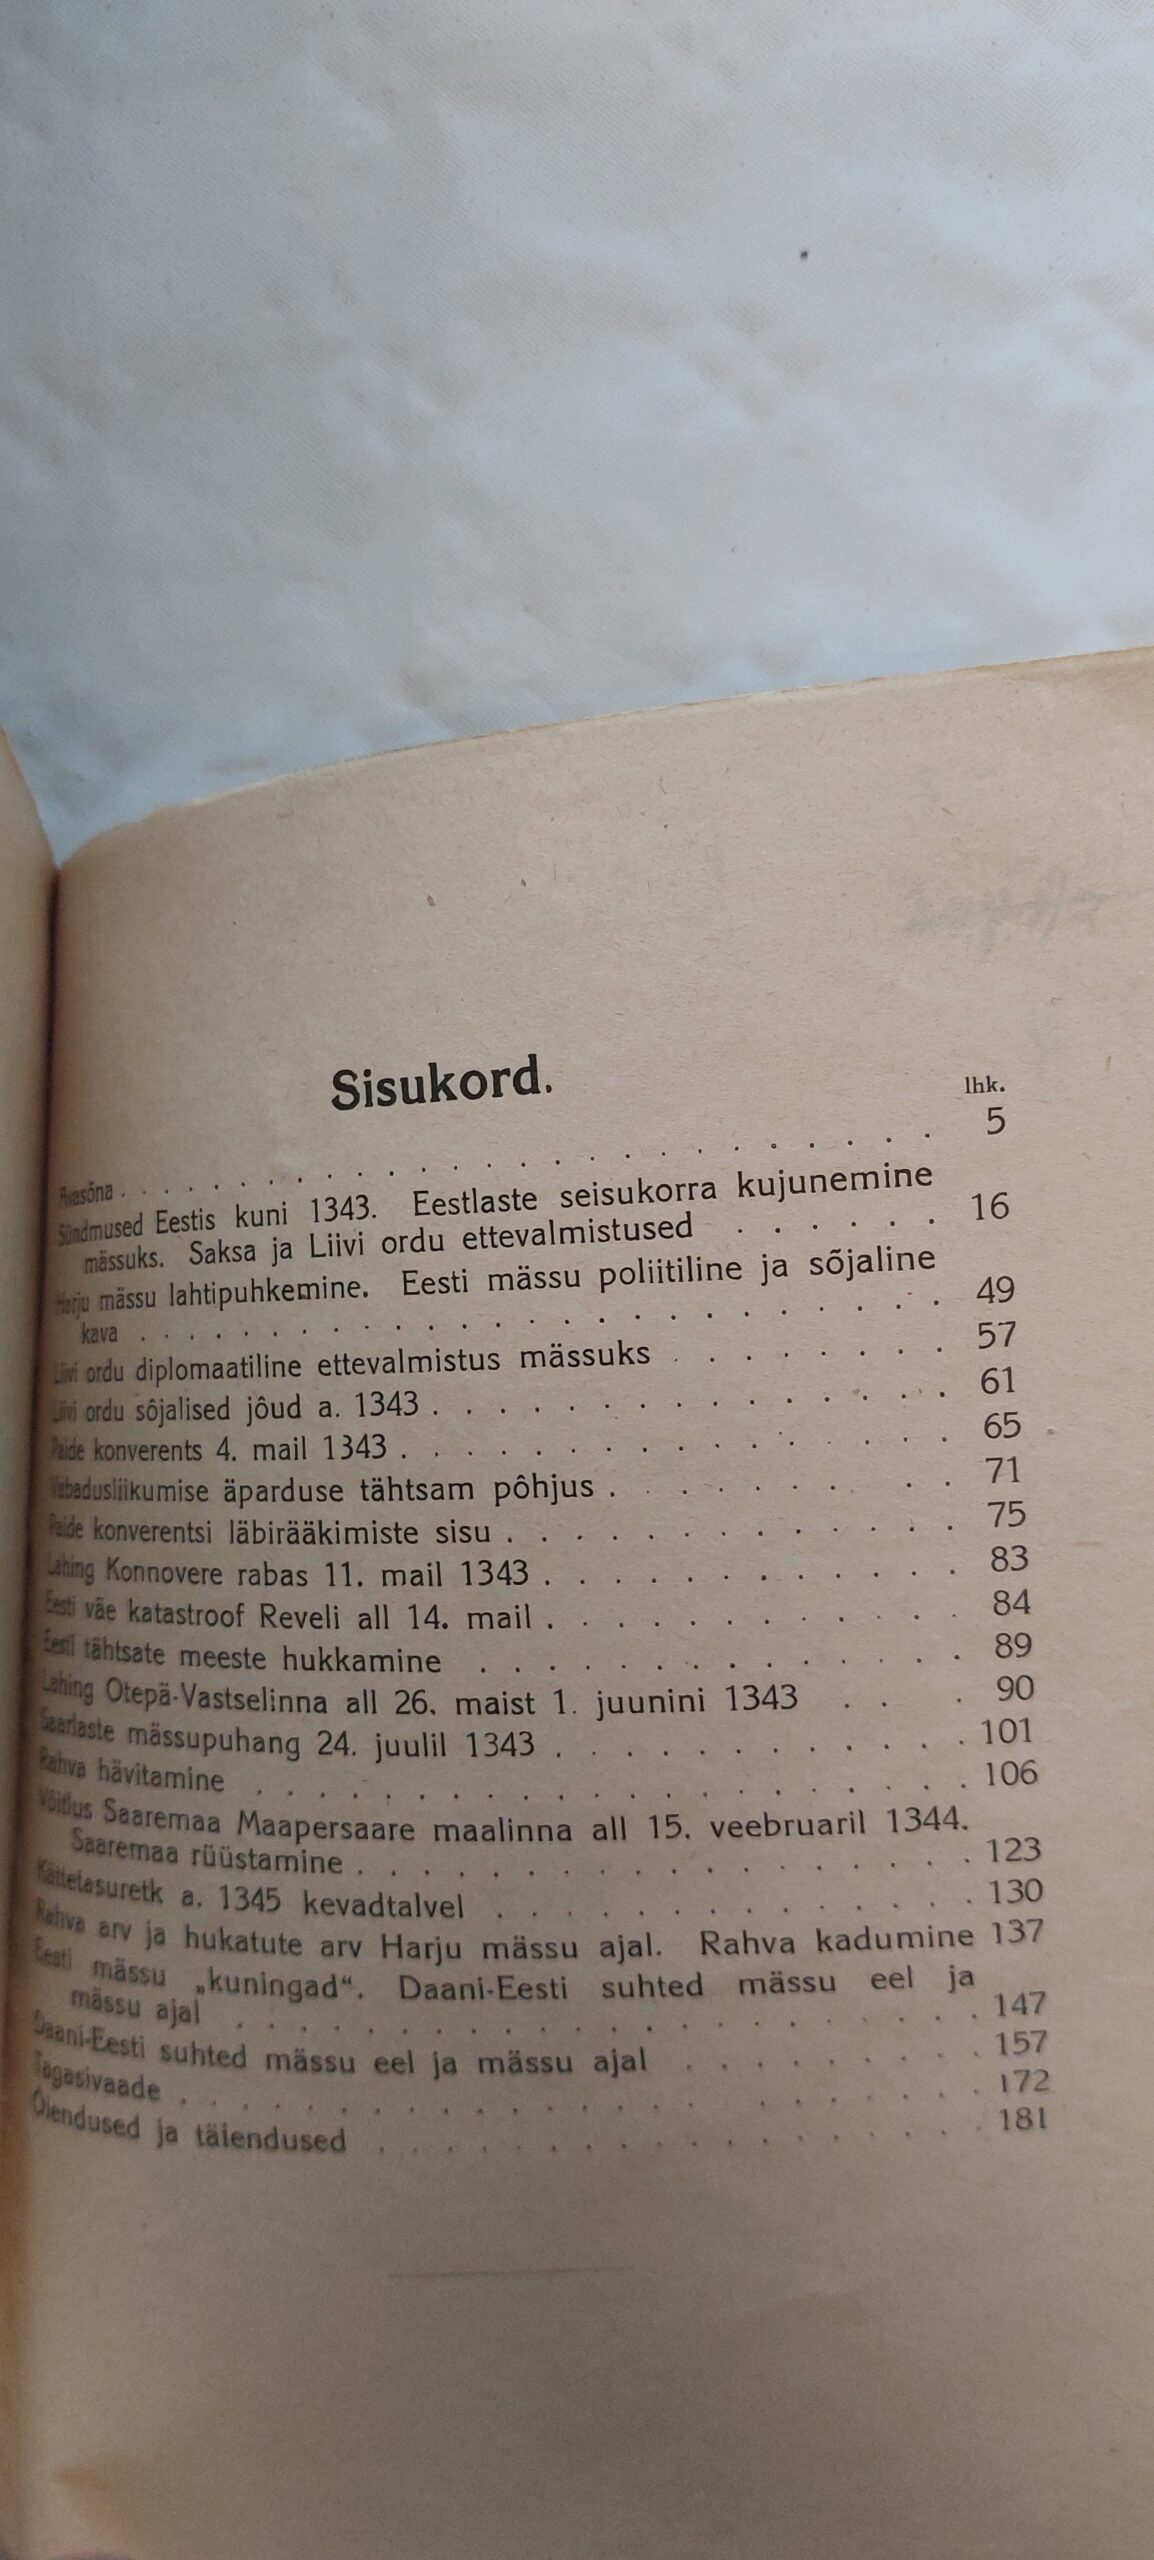 Sisukord.
lhk.
Avasõna . . . . . . . . . . . . . . . . . . . 5
Sündmused Eestis kuni 1343. Eestlaste seisukorra kujunemine
mässuks. Saksa ja Liivi ordu ettevalmistused . . . . . . 16
Harju mässu lahtipuhkemine. Eesti mässu poliitiline ja sõjaline
kava . . . . . . . . . . . . . . . . . . . 49
Liivi ordu diplomaatiline ettevalmistus mässuks . . . . . . . . . 57
Liivi ordu sôjalised jôud a. 1343 . . . . . . . . . . . . . 61
Paide konverents 4. mail 1343 . . . . . . . . . . . . . . 65
Vabadusliikumise äparduse tähtsam pôhjus . . . . . . . . . 71
Paide konverentsi läbirääkimiste sisu . . . . . . . . . . . . 75
Lahing Konnovere rabas 11. mail 1343 . . . . . . . . . . . 83
Eesti väe katastroof Reveli all 14. mail . . . . . . . . . . . . 84
Eesti tähtsate meeste hukkamine . . . . . . . . . . . . . 89
Lahing Otepä-Vastselinna all 26. maist 1. juunini 1343 . . . . 90
Saarlaste mässupuhang 24. juulil 1343 . . . . . . . . . . . . 101
Rahva hävitamine . . . . . . . . . . . . . . . . . . 106
Võitlus Saaremaa Maapersaare maalinna all 15. veebruaril 1344.
Saaremaa rüüstamine . . . . . . . . . . . . . . . . . 123
Kättetasuretk a. 1345 kevadtalvel . . . . . . . . . . . . . 130
Rahva arv ja hukatute arv Harju mässu ajal. Rahva kadumine 137
Eesti mässu „kuningad“. Daani-Eesti suhted mässu eel ja
mässu ajal . . . . . . . . . . . . . . . . . . 147
Daani-Eesti suhted mässu eel ja mässu ajal . . . . . . . . . 157
Tagasivaade . . . . . . . . . . . . . . . . . . . . 172
Õiendused ja täiendused . . . . . . . . . . . . . . . . 181